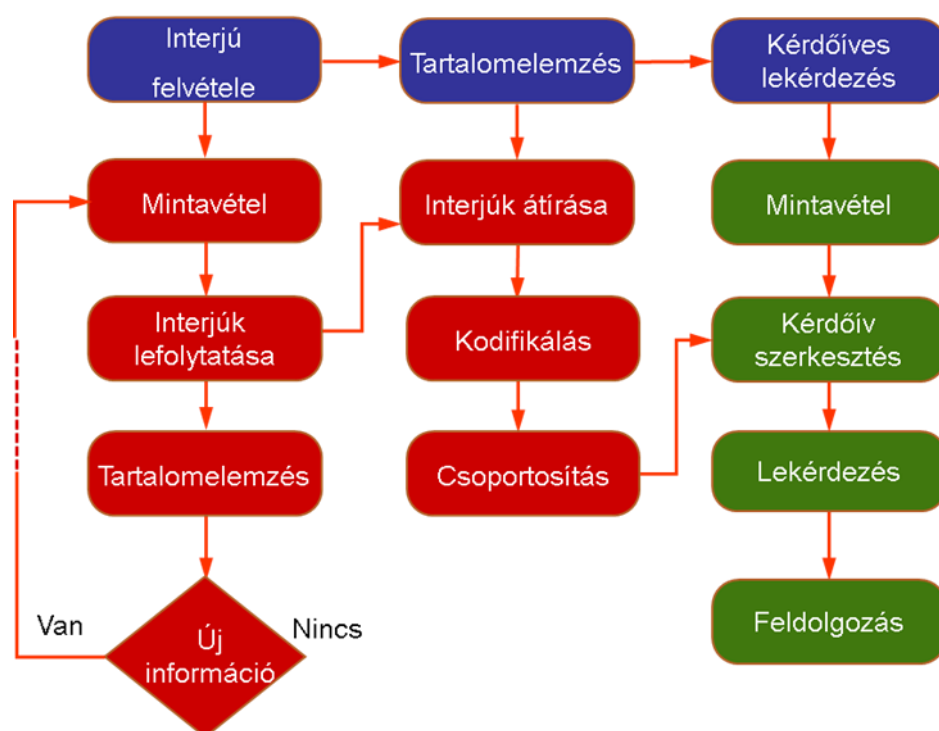 Interjú
felvétele
Tartalomelemzés
Kérdőíves
lekérdezés
Mintavétel
Interjúk átírása
Mintavétel
Interjúk
lefolytatása
Kodifikálás
Kérdőív
szerkesztés
Tartalomelemzés
Csoportosítás
Lekérdezés
Van
Új
információ
Nincs
Feldolgozás